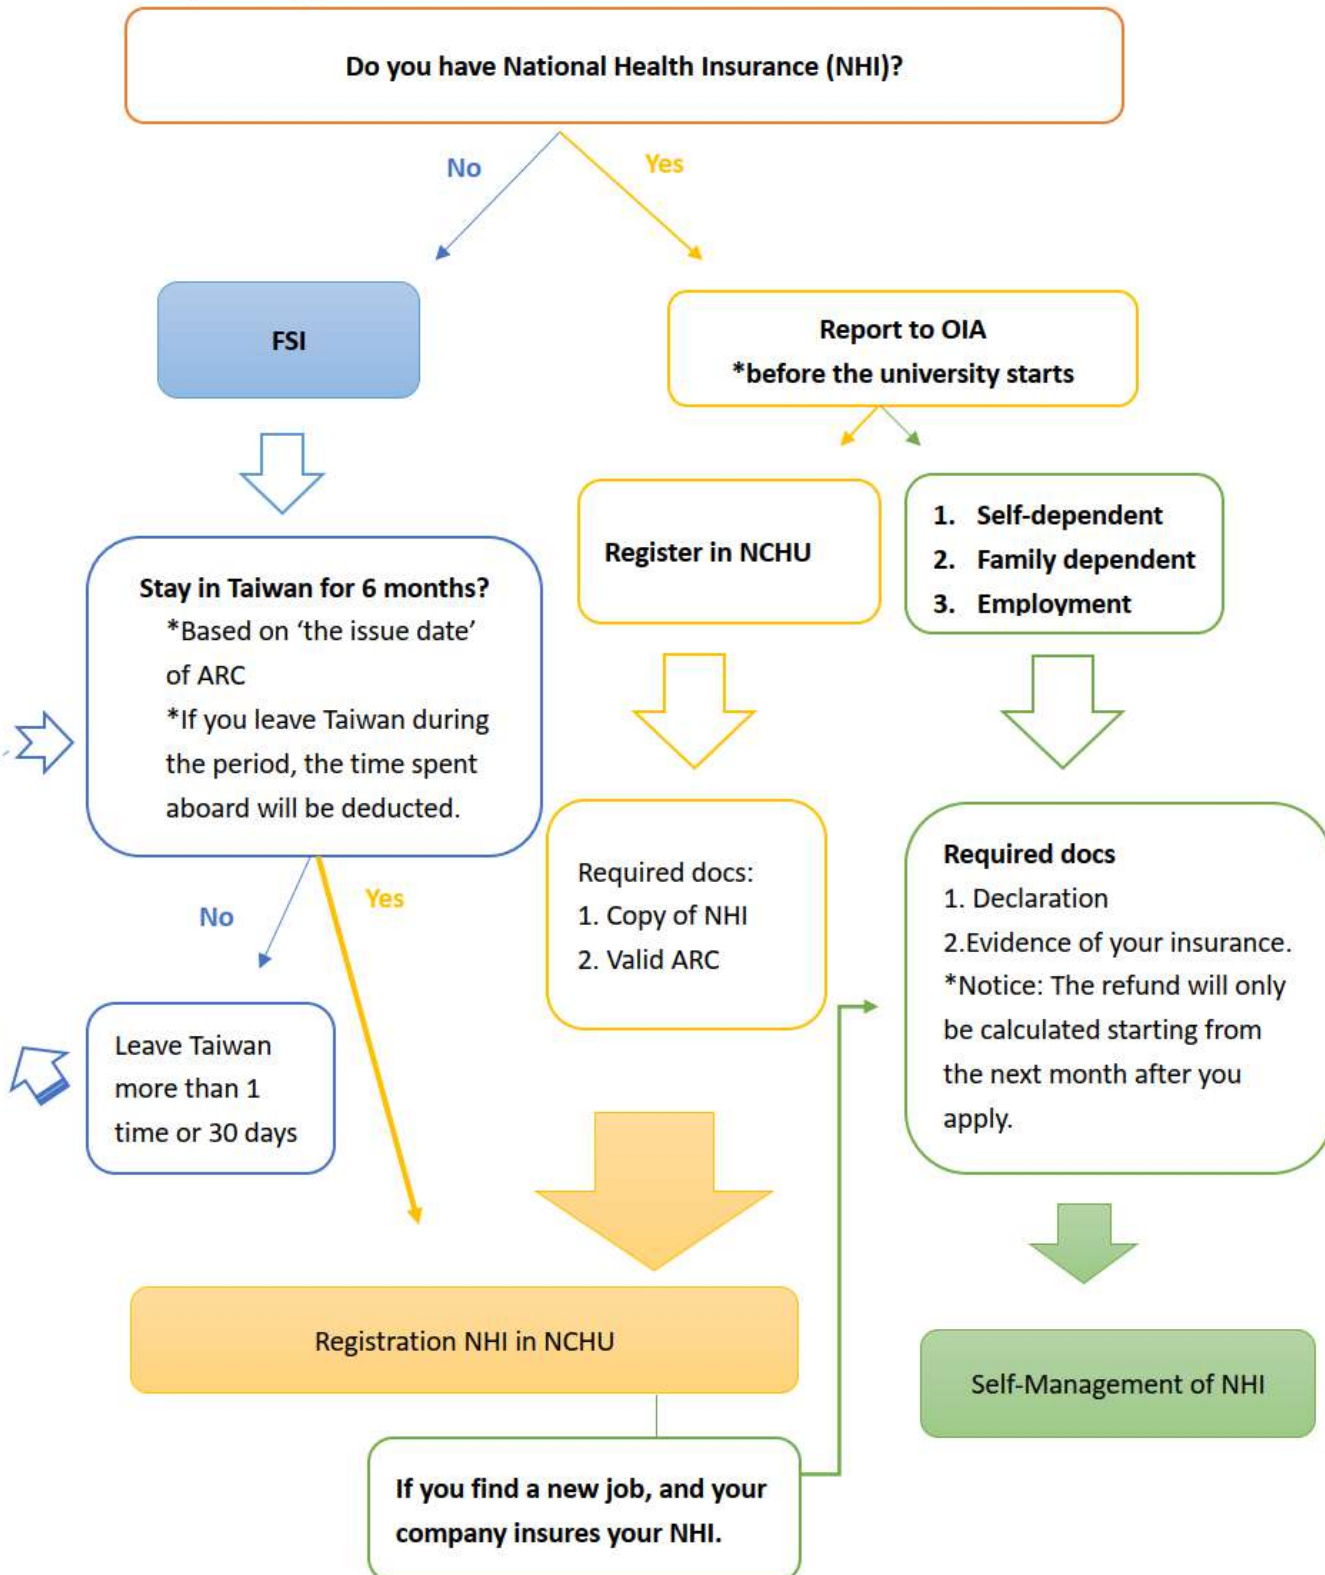 Do you have National Health Insurance (NHI)?
No
Yes
FSI
Report to OIA
*before the university starts
Stay in Taiwan for 6 months?
*Based on ‘the issue date’
of ARC
*If you leave Taiwan during
the period, the time spent
aboard will be deducted.
Register in NCHU
1. Self-dependent
2. Family dependent
3. Employment
No
Yes
Leave Taiwan
more than 1
time or 30 days
Required docs:
1. Copy of NHI
2. Valid ARC
Required docs
1. Declaration
2.Evidence of your insurance.
*Notice: The refund will only
be calculated starting from
the next month after you
apply.
Registration NHI in NCHU
Self-Management of NHI
If you find a new job, and your
company insures your NHI.